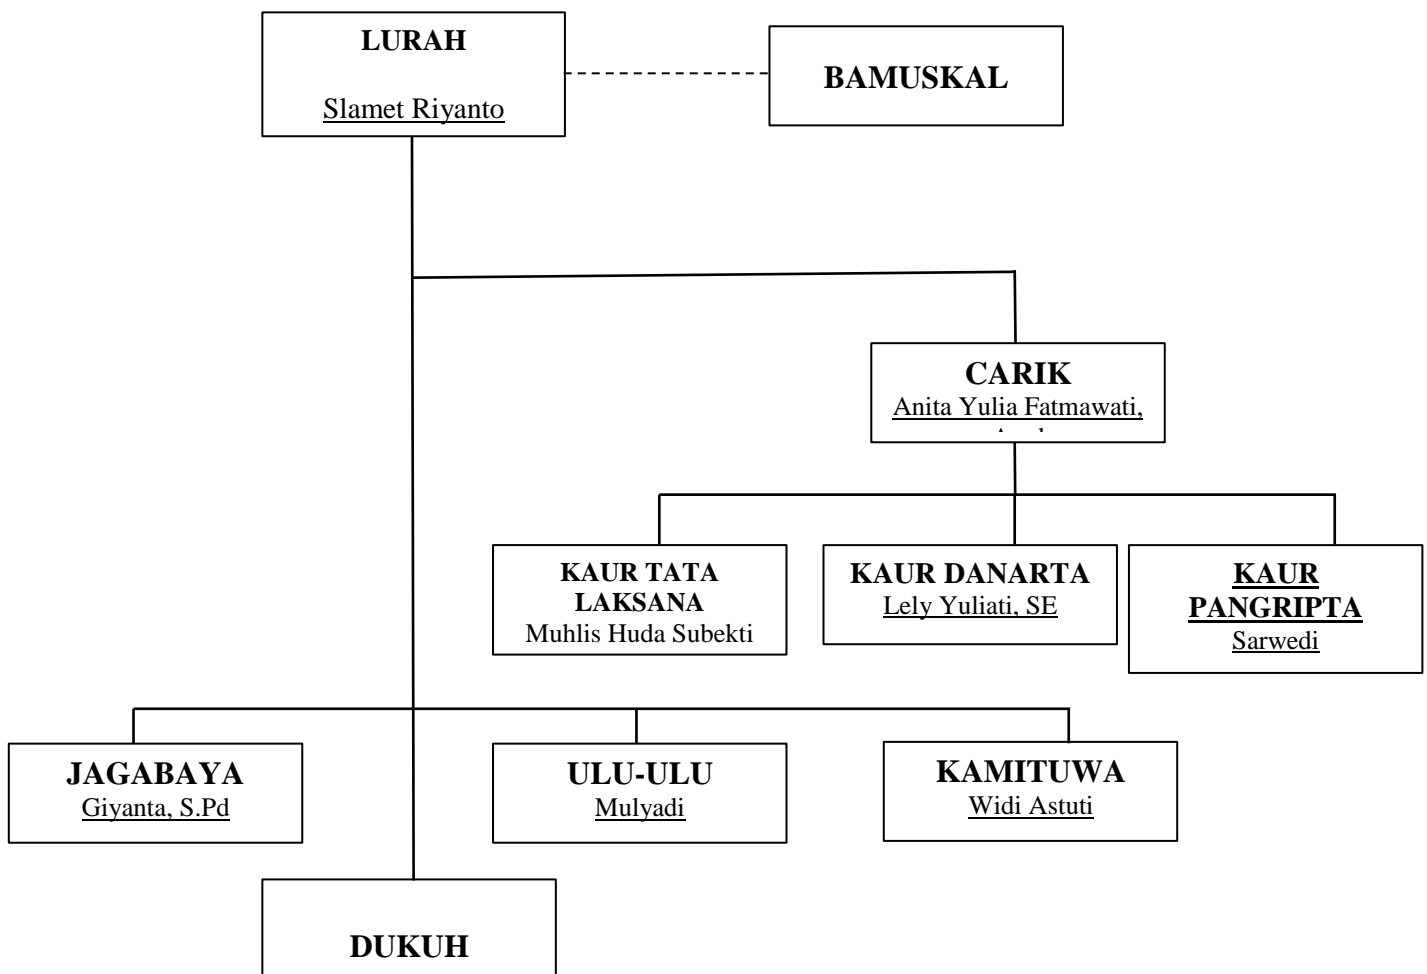 LURAH
Slamet Riyanto
BAMUSKAL
CARIK
Anita Yulia Fatmawati,
KAUR TATA
LAKSANA
Muhlis Huda Subekti
KAUR DANARTA
Lely Yuliati, SE
KAUR
PANGRIPTA
Sarwedi
JAGABAYA
Giyanta, S.Pd
ULU-ULU
Mulyadi
KAMITUWA
Widi Astuti
DUKUH